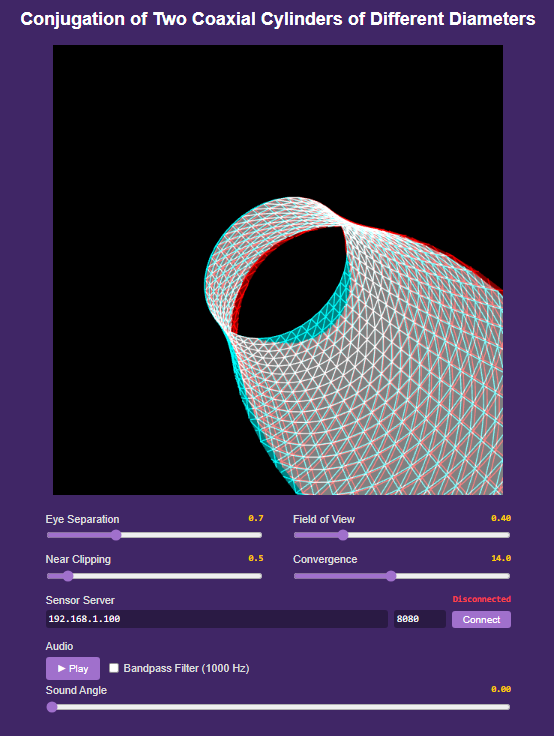 Conjugation of Two Coaxial Cylinders of Different Diameters
Eye Separation 0.7 Field of View 0.40
Near Clipping 0.5 Convergence 14.0
Sensor Server Disconnected
192.168.1.100 8080 Connect
Audio
▶ Play Bandpass Filter (1000 Hz)
Sound Angle 0.00